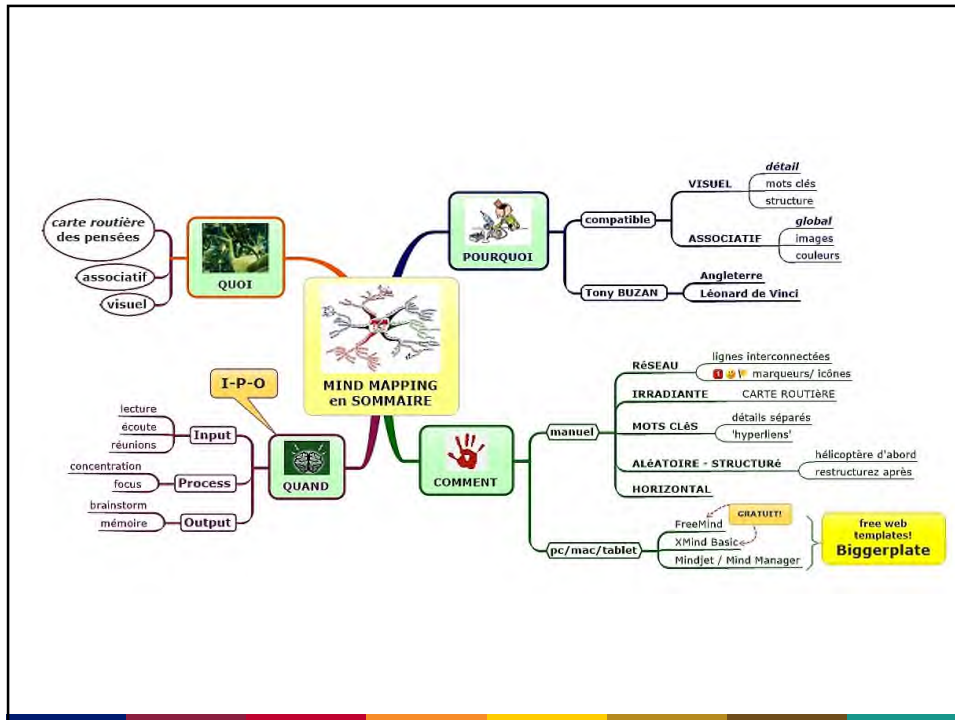 MIND MAPPING
en SOMMAIRE
QUOI
carte routière
des pensées
associatif
visuel
POURQUOI
compatible
VISUEL
détail
mots clés
structure
ASSOCIATIF
global
images
couleurs
Tony BUZAN
Angleterre
Léonard de Vinci
COMMENT
manuel
RéSEAU
lignes interconnectées
1 marqueurs/ icônes
IRRADIANTE
CARTE ROUTIèRE
MOTS CLéS
détails séparés
'hyperliens'
ALéATOIRE - STRUCTURé
hélicoptère d'abord
restructurez après
HORIZONTAL
pc/mac/tablet
FreeMind
XMind Basic
Mindjet / Mind Manager
GRATUIT!
free web
templates!
Biggerplate
QUAND
I-P-O
Input
lecture
écoute
réunions
Process
concentration
focus
Output
brainstorm
mémoire